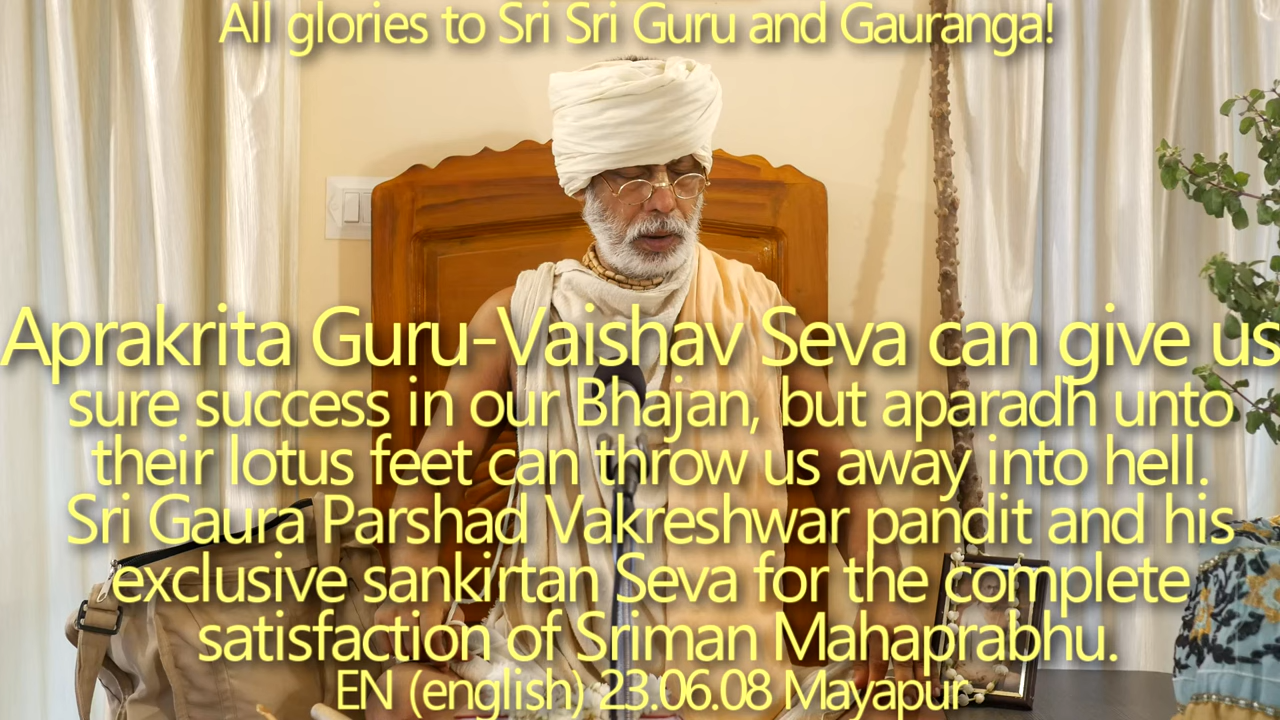 All glories to Sri Sri Guru and Gauranga!
Aprakrita Guru-Vaishav Seva can give us
sure success in our Bhajan, but aparadh unto
their lotus feet can throw us away into hell.
Sri Gaura Parshad Vakreshwar pandit and his
exclusive sankirtan Seva for the complete
satisfaction of Sriman Mahaprabhu.
EN (english) 23.06.08 Mayapur